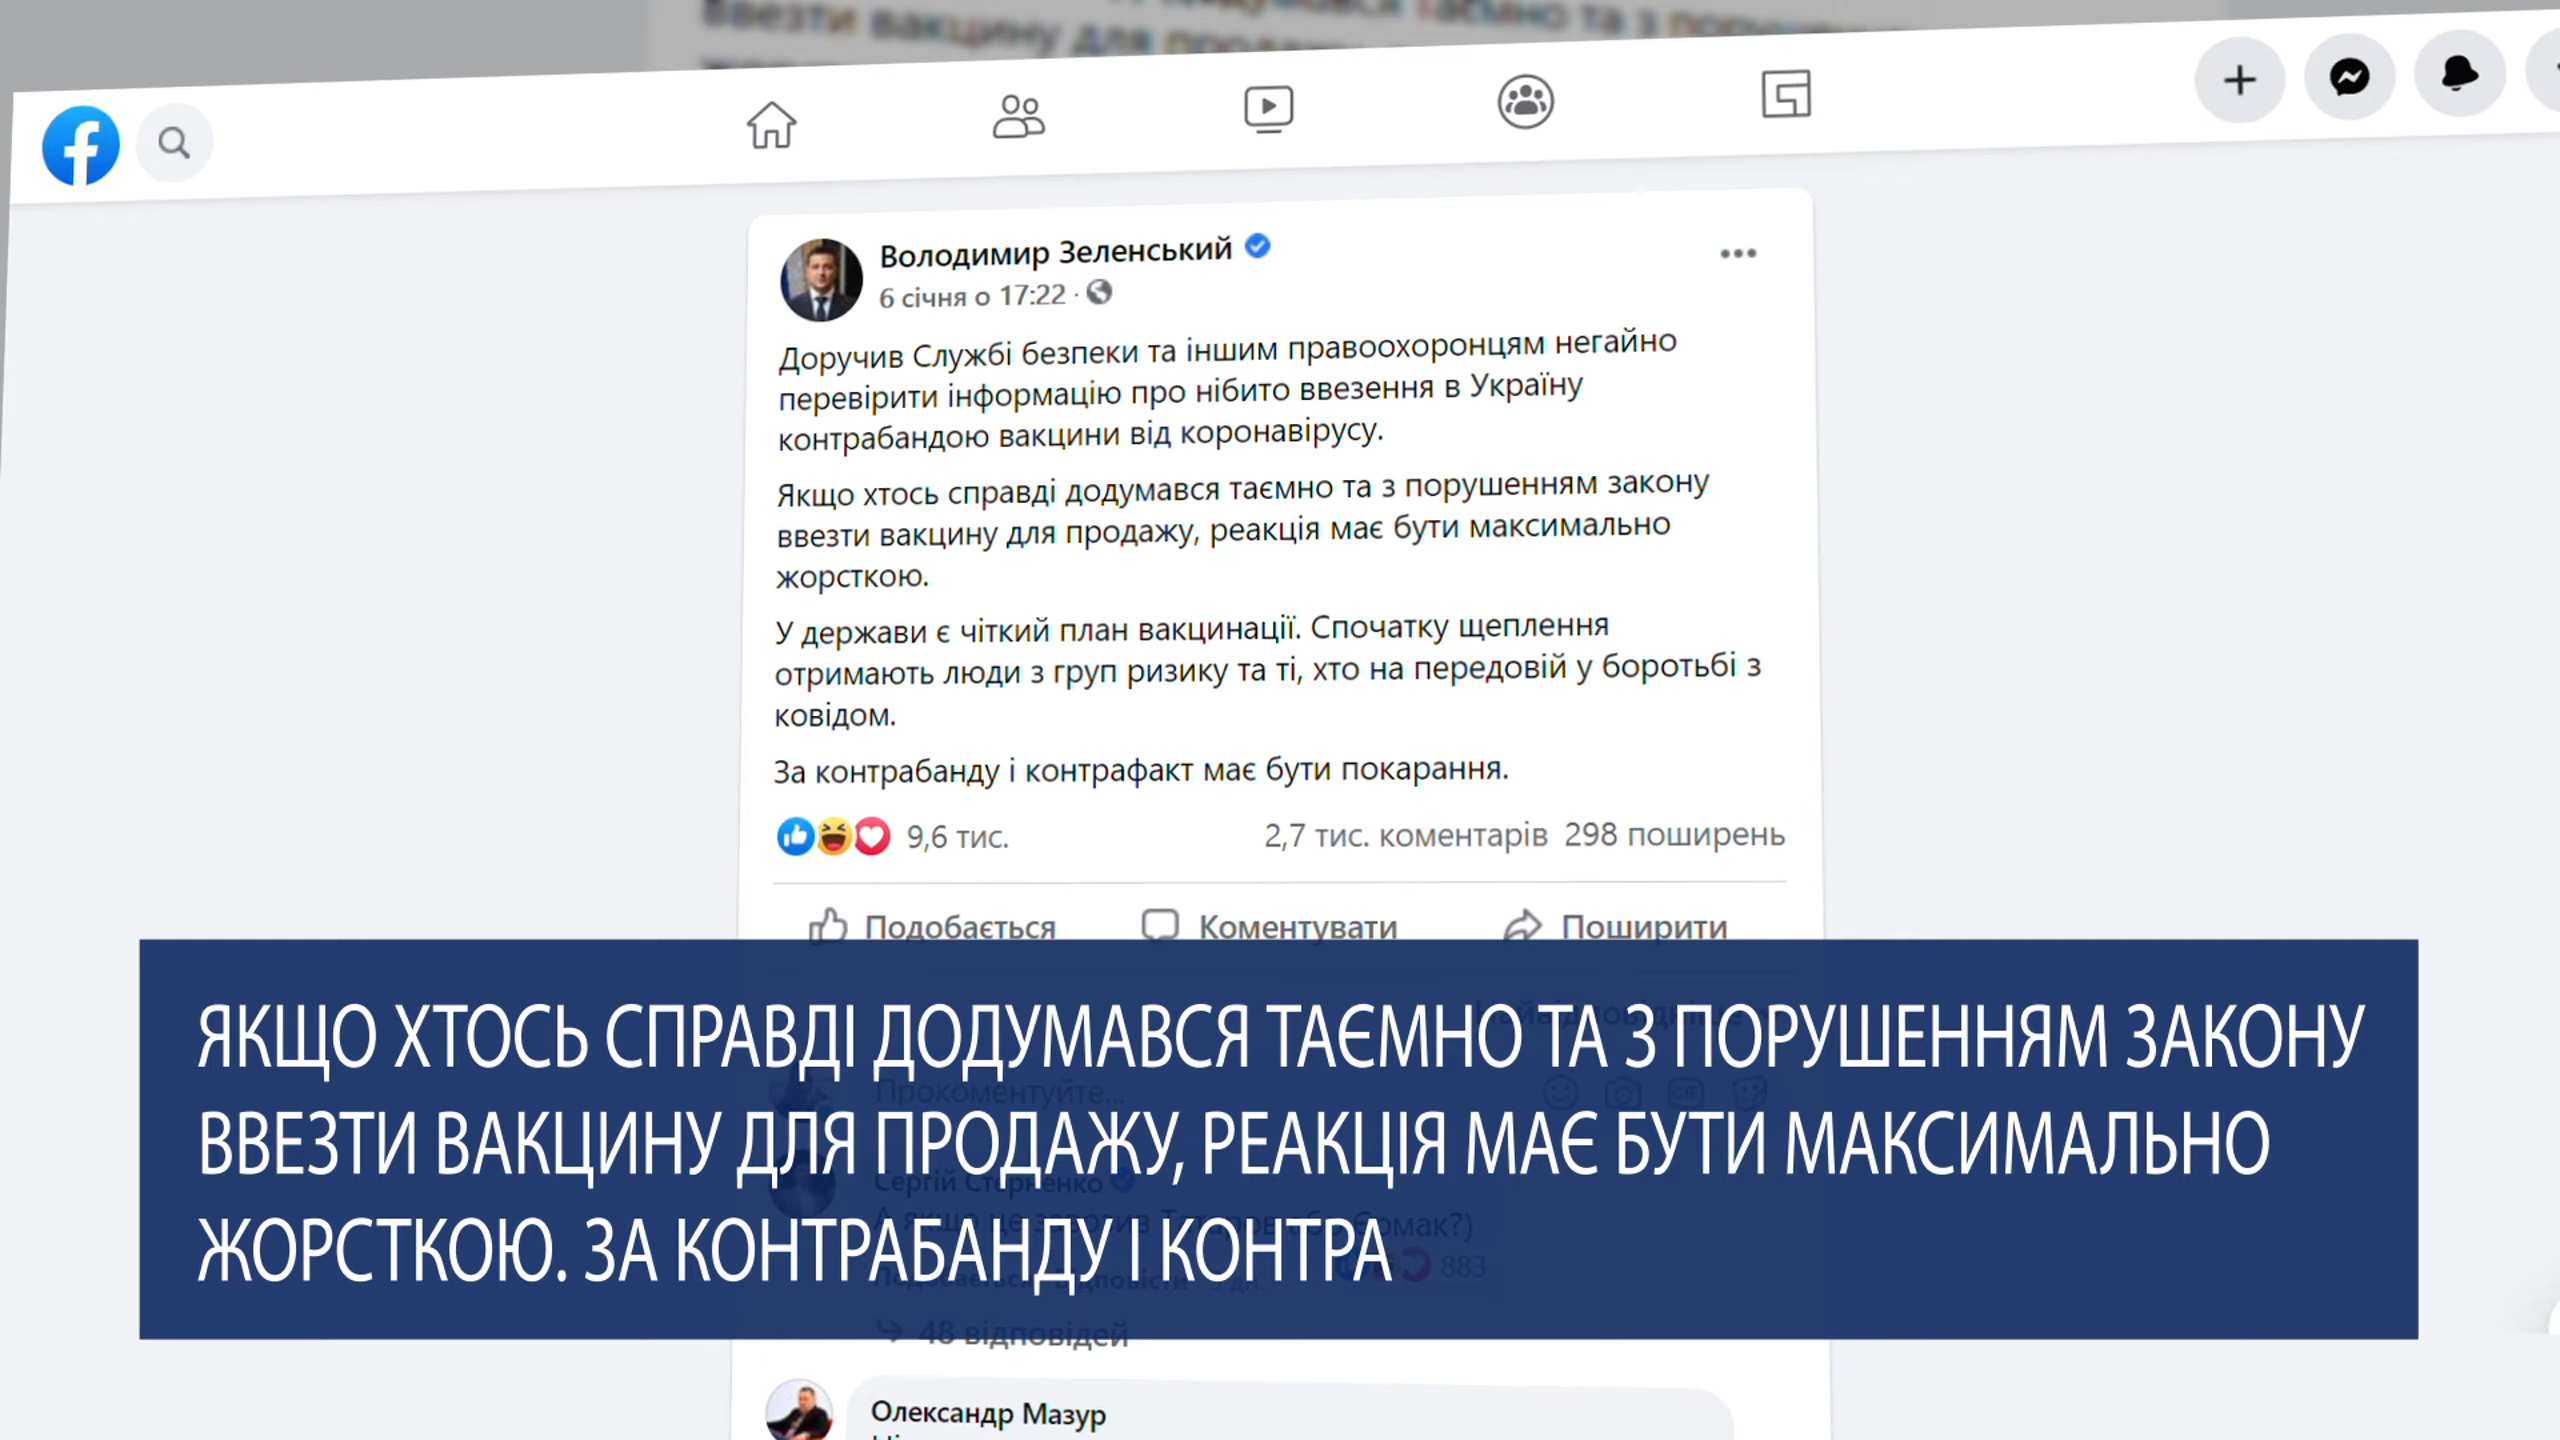 Ввезти вакцину для
таємно та з
Володимир Зеленський
6 січня о 17:22 ·
Доручив Службі безпеки та іншим правоохоронцям негайно
перевірити інформацію про нібито ввезення в Україну
контрабандою вакцини від коронавірусу.
Якщо хтось справді додумався таємно та з порушенням закону
ввезти вакцину для продажу, реакція має бути максимально
жорсткою.
У держави є чіткий план вакцинації. Спочатку щеплення
отримають люди з груп ризику та ті, хто на передовій у боротьбі з
ковідом.
За контрабанду і контрафакт має бути покарання.
9,6 тис. 2,7 тис. коментарів 298 поширень
Подобається Коментувати Поширити
ЯКЩО ХТОСЬ СПРАВДІ ДОДУМАВСЯ ТАЄМНО ТА З ПОРУШЕННЯМ ЗАКОНУ
ВВЕЗТИ ВАКЦИНУ ДЛЯ ПРОДАЖУ, РЕАКЦІЯ МАЄ БУТИ МАКСИМАЛЬНО
ЖОРСТКОЮ. ЗА КОНТРАБАНДУ І КОНТРА
Прокоментуйте...
Сергій Стерненко
883
48 відповідей
Олександр Мазур